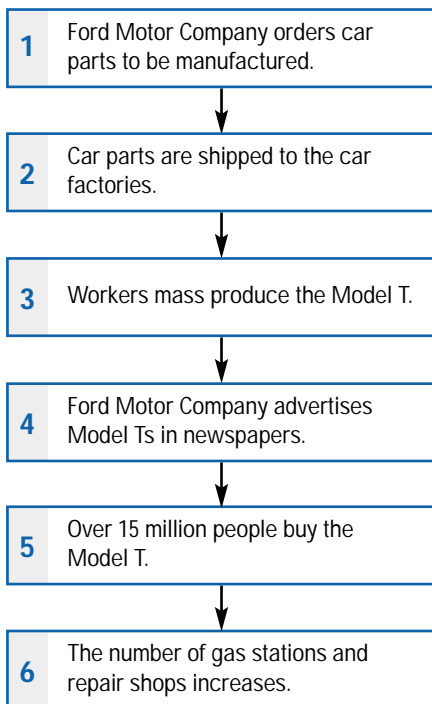 1
Ford Motor Company orders car
parts to be manufactured.
2
Car parts are shipped to the car
factories.
3
Workers mass produce the Model T.
4
Ford Motor Company advertises
Model Ts in newspapers.
5
Over 15 million people buy the
Model T.
6
The number of gas stations and
repair shops increases.